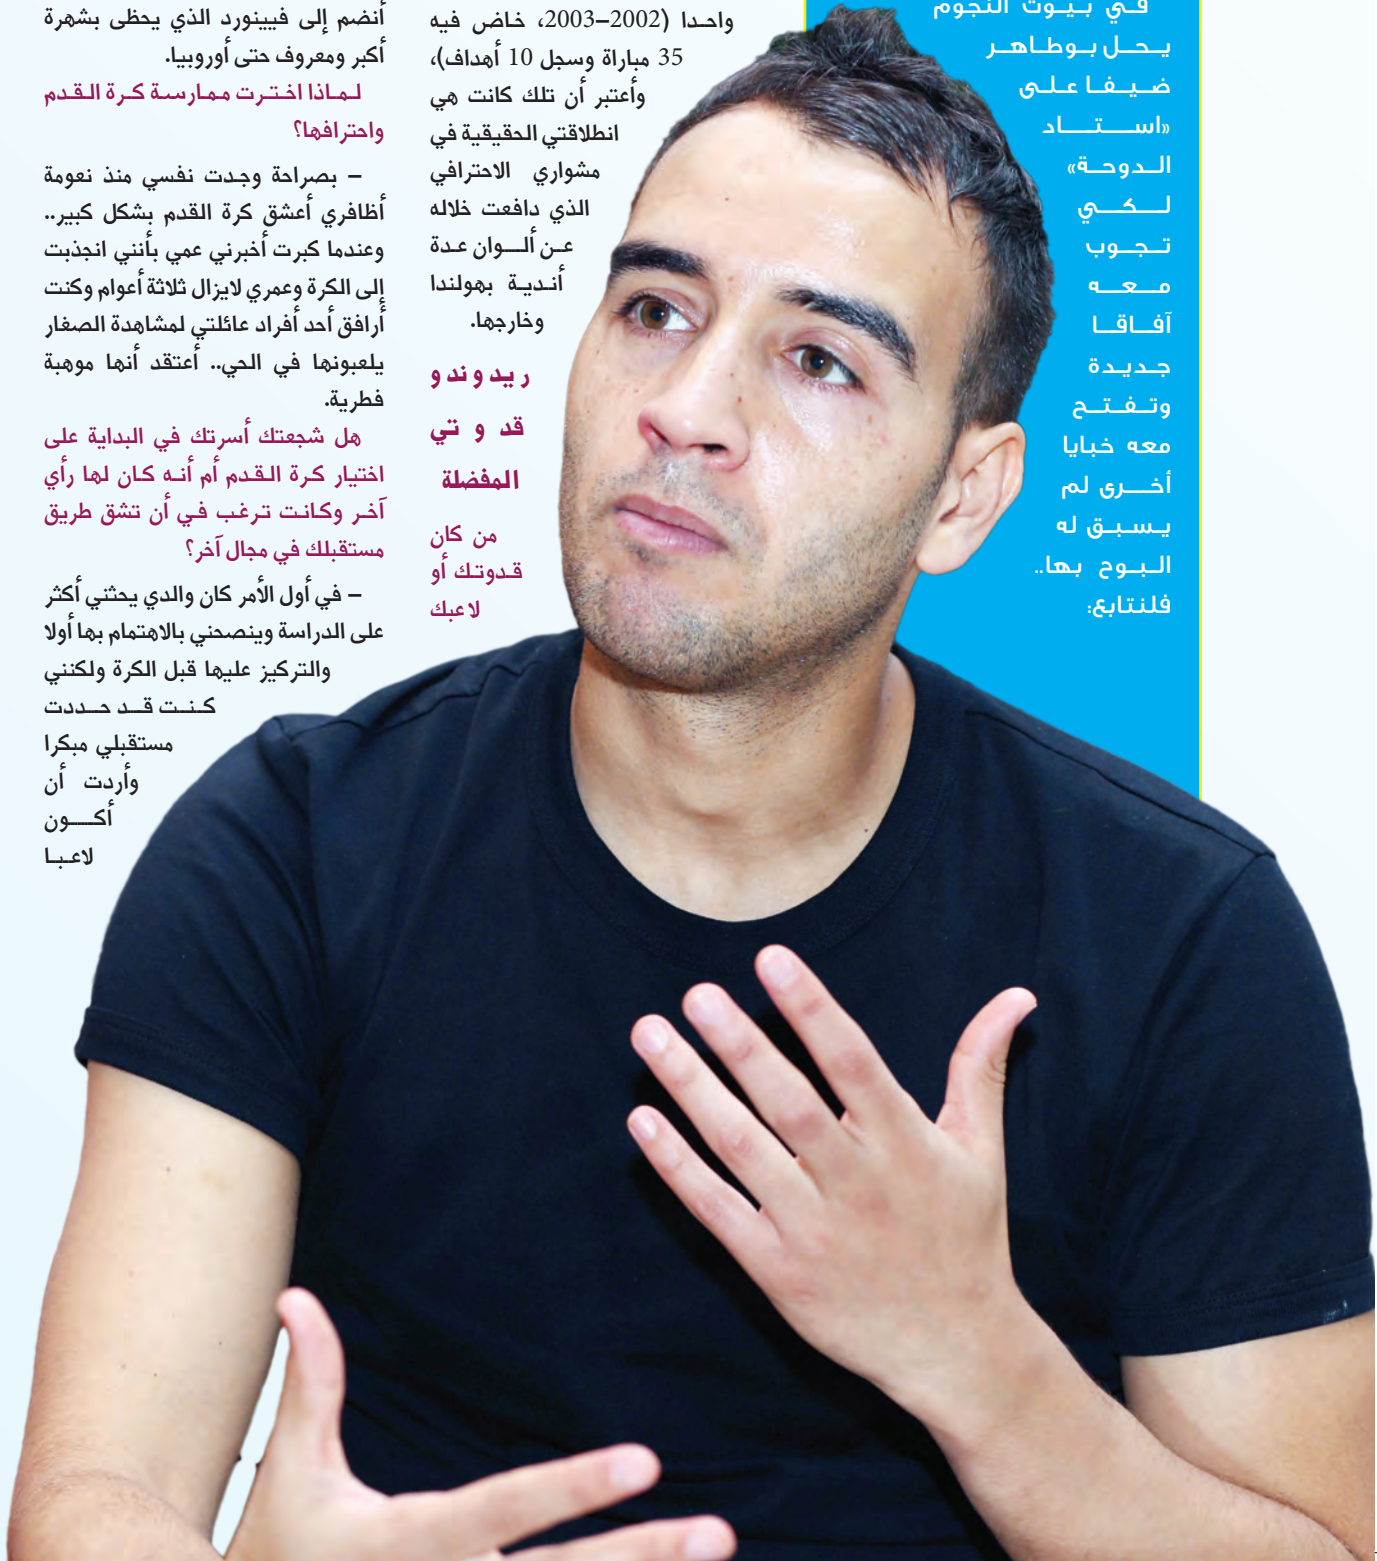 في بيوت النجوم
يحل بوطاهر
ضيفا على
«استاد
الدوحة»
لكي
تجوب
معه
آفاقا
جديدة
وتفتح
معه خبايا
أخرى لم
يسبق له
البوح بها..
فلنتابع:
واحدا (2002–2003، خاض فيه
35 مباراة وسجل 10 أهداف)،
وأعتبر أن تلك كانت هي
انطلاقتي الحقيقية في
مشواري الاحترافي
الذي دافعت خلاله
عن ألوان عدة
أندية بهولندا
وخارجها.
ريدوندو
قدوتي
المفضلة
من كان
قدوتك أو
لاعبك
أنضم إلى فيينورد الذي يحظى بشهرة
أكبر ومعروف حتى أوروبيا.
لماذا اخترت ممارسة كرة القدم
واحترافها؟
– بصراحة وجدت نفسي منذ نعومة
أظافري أعشق كرة القدم بشكل كبير..
وعندما كبرت أخبرني عمي بأنني انجذبت
إلى الكرة وعمري لايزال ثلاثة أعوام وكنت
أرافق أحد أفراد عائلتي لمشاهدة الصغار
يلعبونها في الحي.. أعتقد أنها موهبة
فطرية.
هل شجعتك أسرتك في البداية على
اختيار كرة القدم أم أنه كان لها رأي
آخر وكانت ترغب في أن تشق طريق
مستقبلك في مجال آخر؟
– في أول الأمر كان والدي يحثني أكثر
على الدراسة وينصحني بالاهتمام بها أولا
والتركيز عليها قبل الكرة ولكنني
كنت قد حددت
مستقبلي مبكرا
وأردت أن
أكون
لاعبا